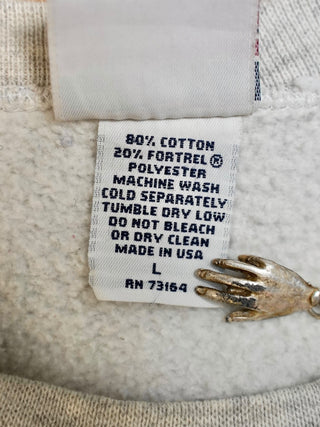 80% COTTON
20% FORTREL®
POLYESTER
MACHINE WASH
COLD SEPARATELY
TUMBLE DRY LOW
DO NOT BLEACH
OR DRY CLEAN
MADE IN USA
L
RN 73164